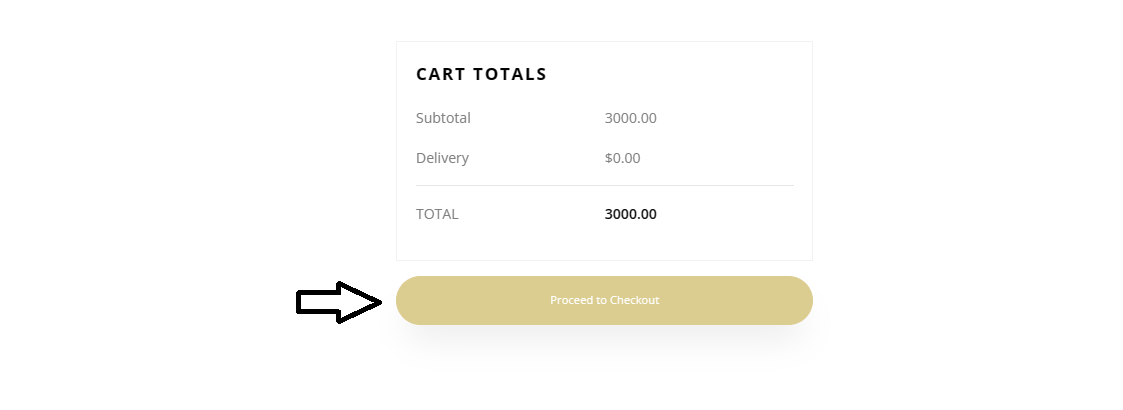 CART TOTALS
Subtotal 3000.00
Delivery $0.00
TOTAL 3000.00
Proceed to Checkout